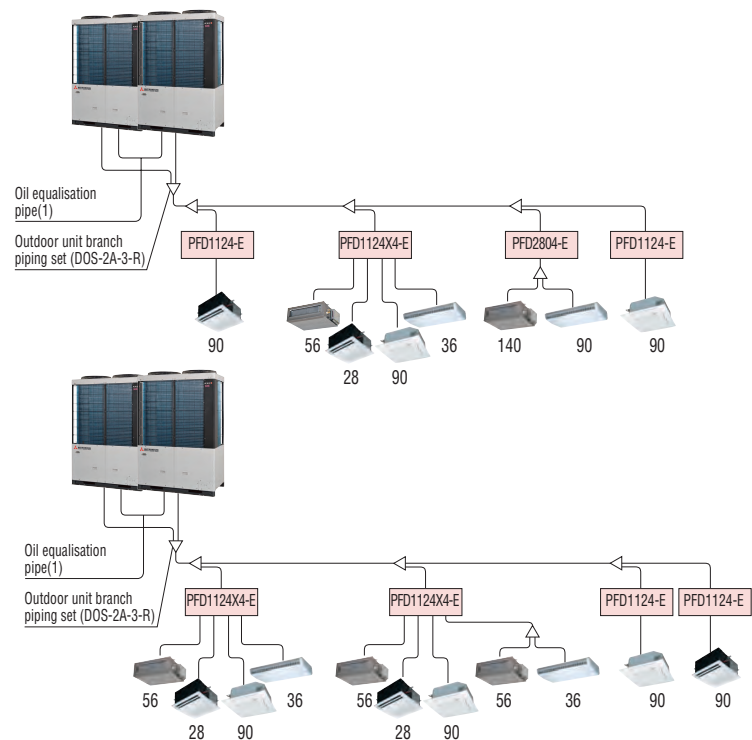 Oil equalisation
pipe(1)
Outdoor unit branch
piping set (DOS-2A-3-R)
PFD1124-E
PFD1124X4-E
PFD2804-E
PFD1124-E
90
56
28
90
36
140
90
90
Oil equalisation
pipe(1)
Outdoor unit branch
piping set (DOS-2A-3-R)
PFD1124X4-E
PFD1124X4-E
PFD1124-E
PFD1124-E
56
28
90
36
56
28
90
56
36
90
90